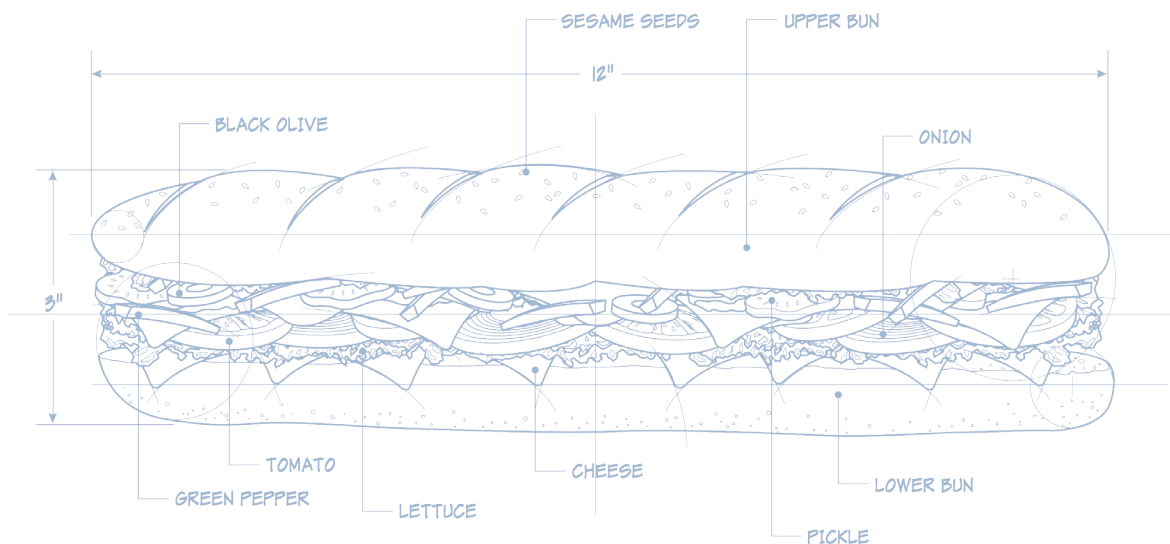 SESAME SEEDS
UPPER BUN
12"
BLACK OLIVE
ONION
3"
TOMATO
CHEESE
GREEN PEPPER
LOWER BUN
LETTUCE
PICKLE